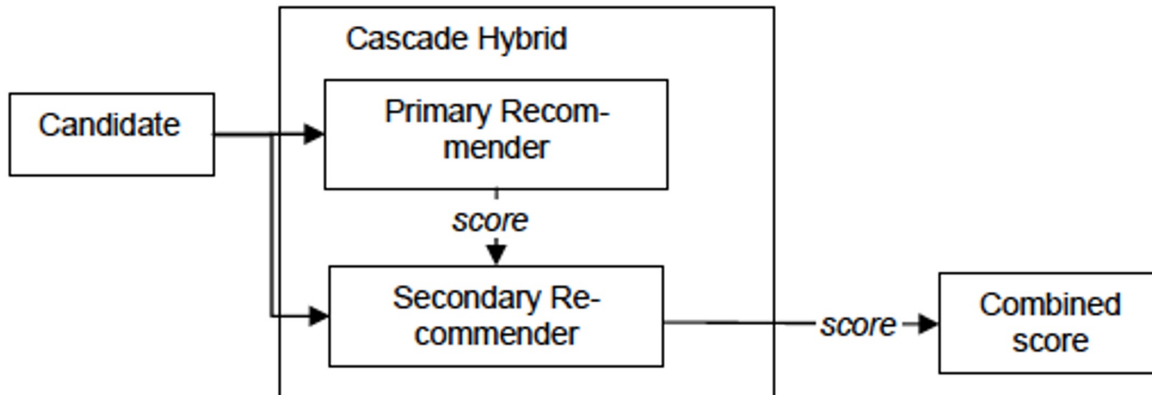 Cascade Hybrid
Candidate
Primary Recom-
mender
score
Secondary Re-
commender
score
Combined
score